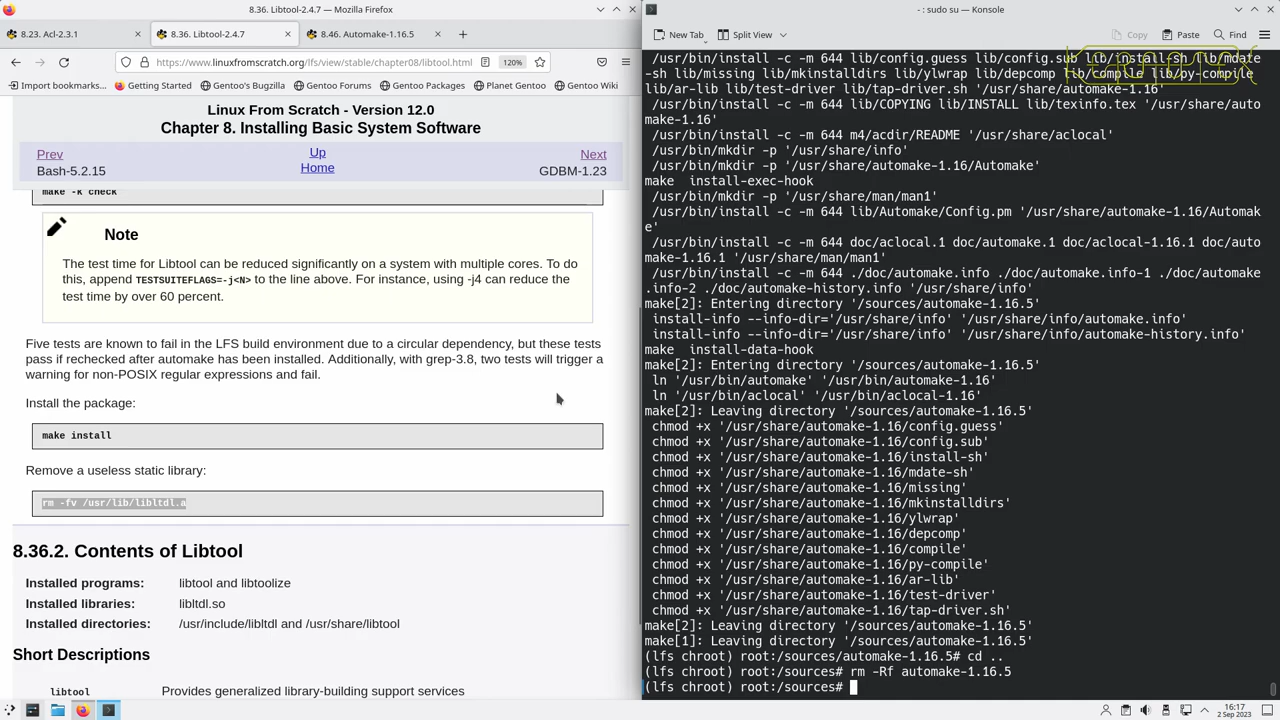 8.36. Libtool-2.4.7 — Mozilla Firefox
8.23. Acl-2.3.1
8.36. Libtool-2.4.7
8.46. Automake-1.16.5
https://www.linuxfromscratch.org/lfs/view/stable/chapter08/libtool.html
120%
Import bookmarks...
Getting Started
Gentoo's Bugzilla
Gentoo Forums
Gentoo Packages
Planet Gentoo
Gentoo Wiki
Linux From Scratch - Version 12.0
Chapter 8. Installing Basic System Software
Prev
Up
Next
Bash-5.2.15
Home
GDBM-1.23
make -k check
Note
The test time for Libtool can be reduced significantly on a system with multiple cores. To do
this, append TESTSUITEFLAGS=-j<N> to the line above. For instance, using -j4 can reduce the
test time by over 60 percent.
Five tests are known to fail in the LFS build environment due to a circular dependency, but these tests
pass if rechecked after automake has been installed. Additionally, with grep-3.8, two tests will trigger a
warning for non-POSIX regular expressions and fail.
Install the package:
make install
Remove a useless static library:
rm -fv /usr/lib/libltdl.a
8.36.2. Contents of Libtool
Installed programs: libtool and libtoolize
Installed libraries: libltdl.so
Installed directories: /usr/include/libltdl and /usr/share/libtool
Short Descriptions
libtool Provides generalized library-building support services
- : sudo su — Konsole
New Tab
Split View
Copy
Paste
Find
/usr/bin/install -c -m 644 lib/config.guess lib/config.sub lib/install-sh lib/mdate
-sh lib/missing lib/mkinstalldirs lib/ylwrap lib/depcomp lib/compile lib/py-compile
lib/ar-lib lib/test-driver lib/tap-driver.sh '/usr/share/automake-1.16'
/usr/bin/install -c -m 644 lib/COPYING lib/INSTALL lib/texinfo.tex '/usr/share/auto
make-1.16'
/usr/bin/install -c -m 644 m4/acdir/README '/usr/share/aclocal'
/usr/bin/mkdir -p '/usr/share/info'
/usr/bin/mkdir -p '/usr/share/automake-1.16/Automake'
make  install-exec-hook
/usr/bin/mkdir -p '/usr/share/man/man1'
/usr/bin/install -c -m 644 lib/Automake/Config.pm '/usr/share/automake-1.16/Automak
e'
/usr/bin/install -c -m 644 doc/aclocal.1 doc/automake.1 doc/aclocal-1.16.1 doc/auto
make-1.16.1 '/usr/share/man/man1'
/usr/bin/install -c -m 644 ./doc/automake.info ./doc/automake.info-1 ./doc/automake
.info-2 ./doc/automake-history.info '/usr/share/info'
make[2]: Entering directory '/sources/automake-1.16.5'
install-info --info-dir='/usr/share/info' '/usr/share/info/automake.info'
install-info --info-dir='/usr/share/info' '/usr/share/info/automake-history.info'
make  install-data-hook
make[2]: Entering directory '/sources/automake-1.16.5'
ln '/usr/bin/automake' '/usr/bin/automake-1.16'
ln '/usr/bin/aclocal' '/usr/bin/aclocal-1.16'
make[2]: Leaving directory '/sources/automake-1.16.5'
chmod +x '/usr/share/automake-1.16/config.guess'
chmod +x '/usr/share/automake-1.16/config.sub'
chmod +x '/usr/share/automake-1.16/install-sh'
chmod +x '/usr/share/automake-1.16/mdate-sh'
chmod +x '/usr/share/automake-1.16/missing'
chmod +x '/usr/share/automake-1.16/mkinstalldirs'
chmod +x '/usr/share/automake-1.16/ylwrap'
chmod +x '/usr/share/automake-1.16/depcomp'
chmod +x '/usr/share/automake-1.16/compile'
chmod +x '/usr/share/automake-1.16/py-compile'
chmod +x '/usr/share/automake-1.16/ar-lib'
chmod +x '/usr/share/automake-1.16/test-driver'
chmod +x '/usr/share/automake-1.16/tap-driver.sh'
make[2]: Leaving directory '/sources/automake-1.16.5'
make[1]: Leaving directory '/sources/automake-1.16.5'
(lfs chroot) root:/sources/automake-1.16.5# cd ..
(lfs chroot) root:/sources# rm -Rf automake-1.16.5
(lfs chroot) root:/sources#
16:17
2 Sep 2023